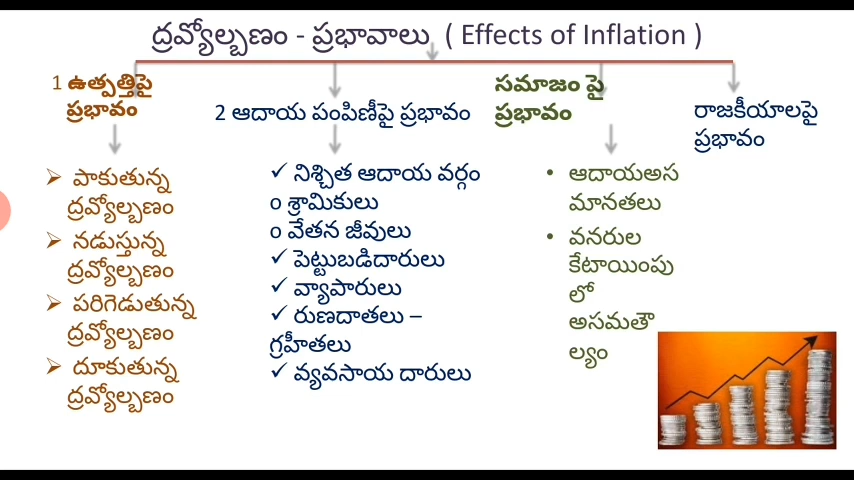 ద్రవ్యోల్బణం - ప్రభావాలు ( Effects of Inflation )
1 ఉత్పత్తిపై
ప్రభావం
పాకుతున్న
ద్రవ్యోల్బణం
నడుస్తున్న
ద్రవ్యోల్బణం
పరిగెడుతున్న
ద్రవ్యోల్బణం
దూకుతున్న
ద్రవ్యోల్బణం
2 ఆదాయ పంపిణీపై ప్రభావం
✓ నిశ్చిత ఆదాయ వర్గం
o శ్రామికులు
o వేతన జీవులు
✓ పెట్టుబడిదారులు
✓ వ్యాపారులు
✓ రుణదాతలు –
గ్రహీతలు
✓ వ్యవసాయ దారులు
సమాజం పై
ప్రభావం
• ఆదాయఅస
మానతలు
• వనరుల
కేటాయింపు
లో
అసమతౌ
ల్యం
రాజకీయాలపై
ప్రభావం